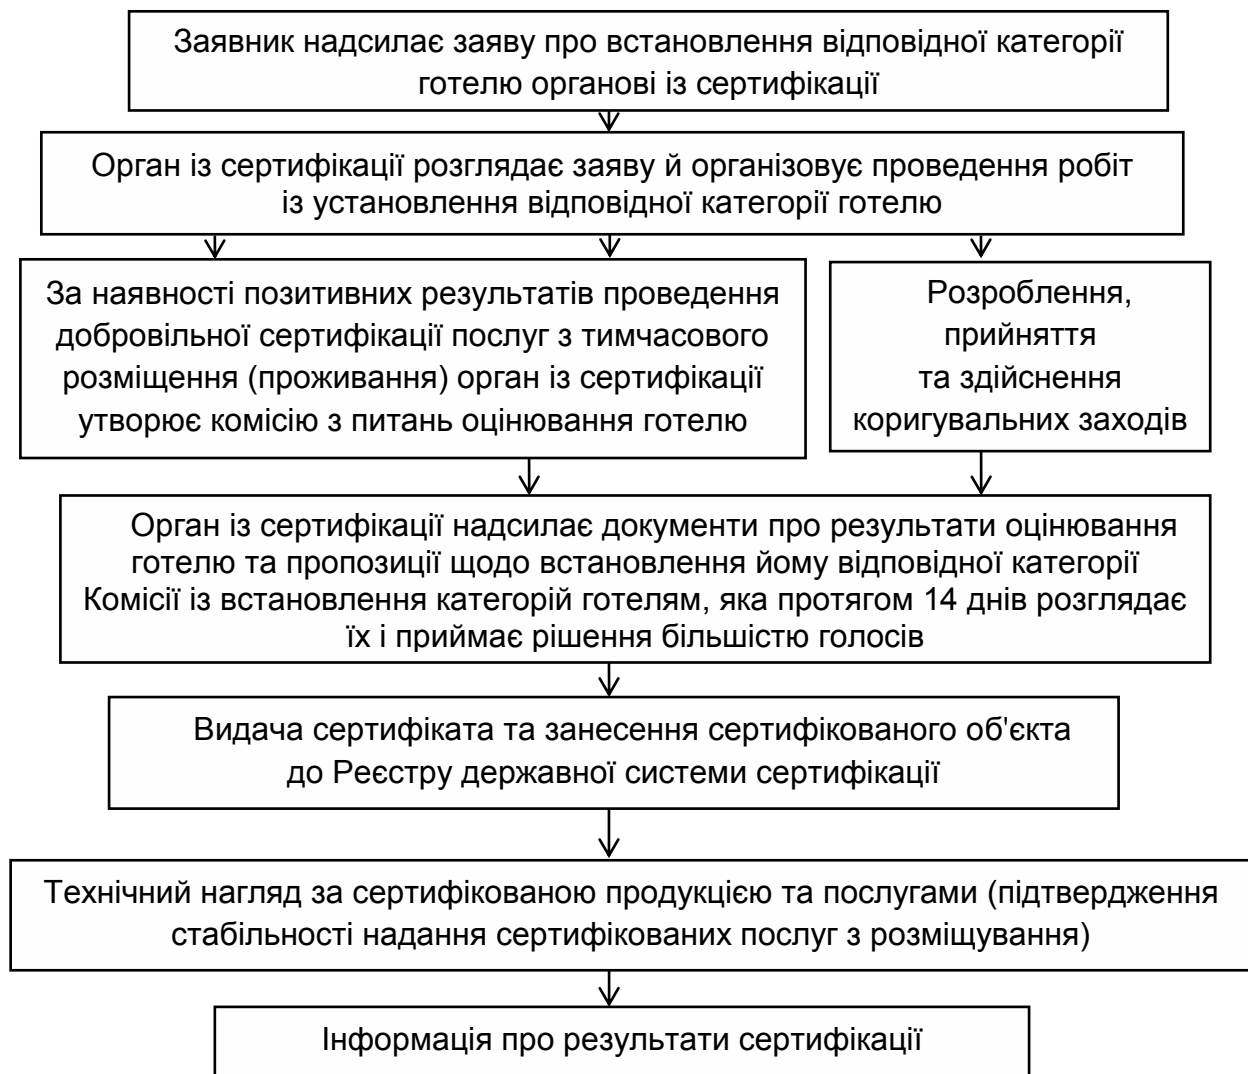 Заявник надсилає заяву про встановлення відповідної категорії
готелю органові із сертифікації
Орган із сертифікації розглядає заяву й організовує проведення робіт
із установлення відповідної категорії готелю
За наявності позитивних результатів проведення
добровільної сертифікації послуг з тимчасового
розміщення (проживання) орган із сертифікації
утворює комісію з питань оцінювання готелю
Розроблення,
прийняття
та здійснення
коригувальних заходів
Орган із сертифікації надсилає документи про результати оцінювання
готелю та пропозиції щодо встановлення йому відповідної категорії
Комісії із встановлення категорій готелям, яка протягом 14 днів розглядає
їх і приймає рішення більшістю голосів
Видача сертифіката та занесення сертифікованого об'єкта
до Реєстру державної системи сертифікації
Технічний нагляд за сертифікованою продукцією та послугами (підтвердження
стабільності надання сертифікованих послуг з розміщування)
Інформація про результати сертифікації